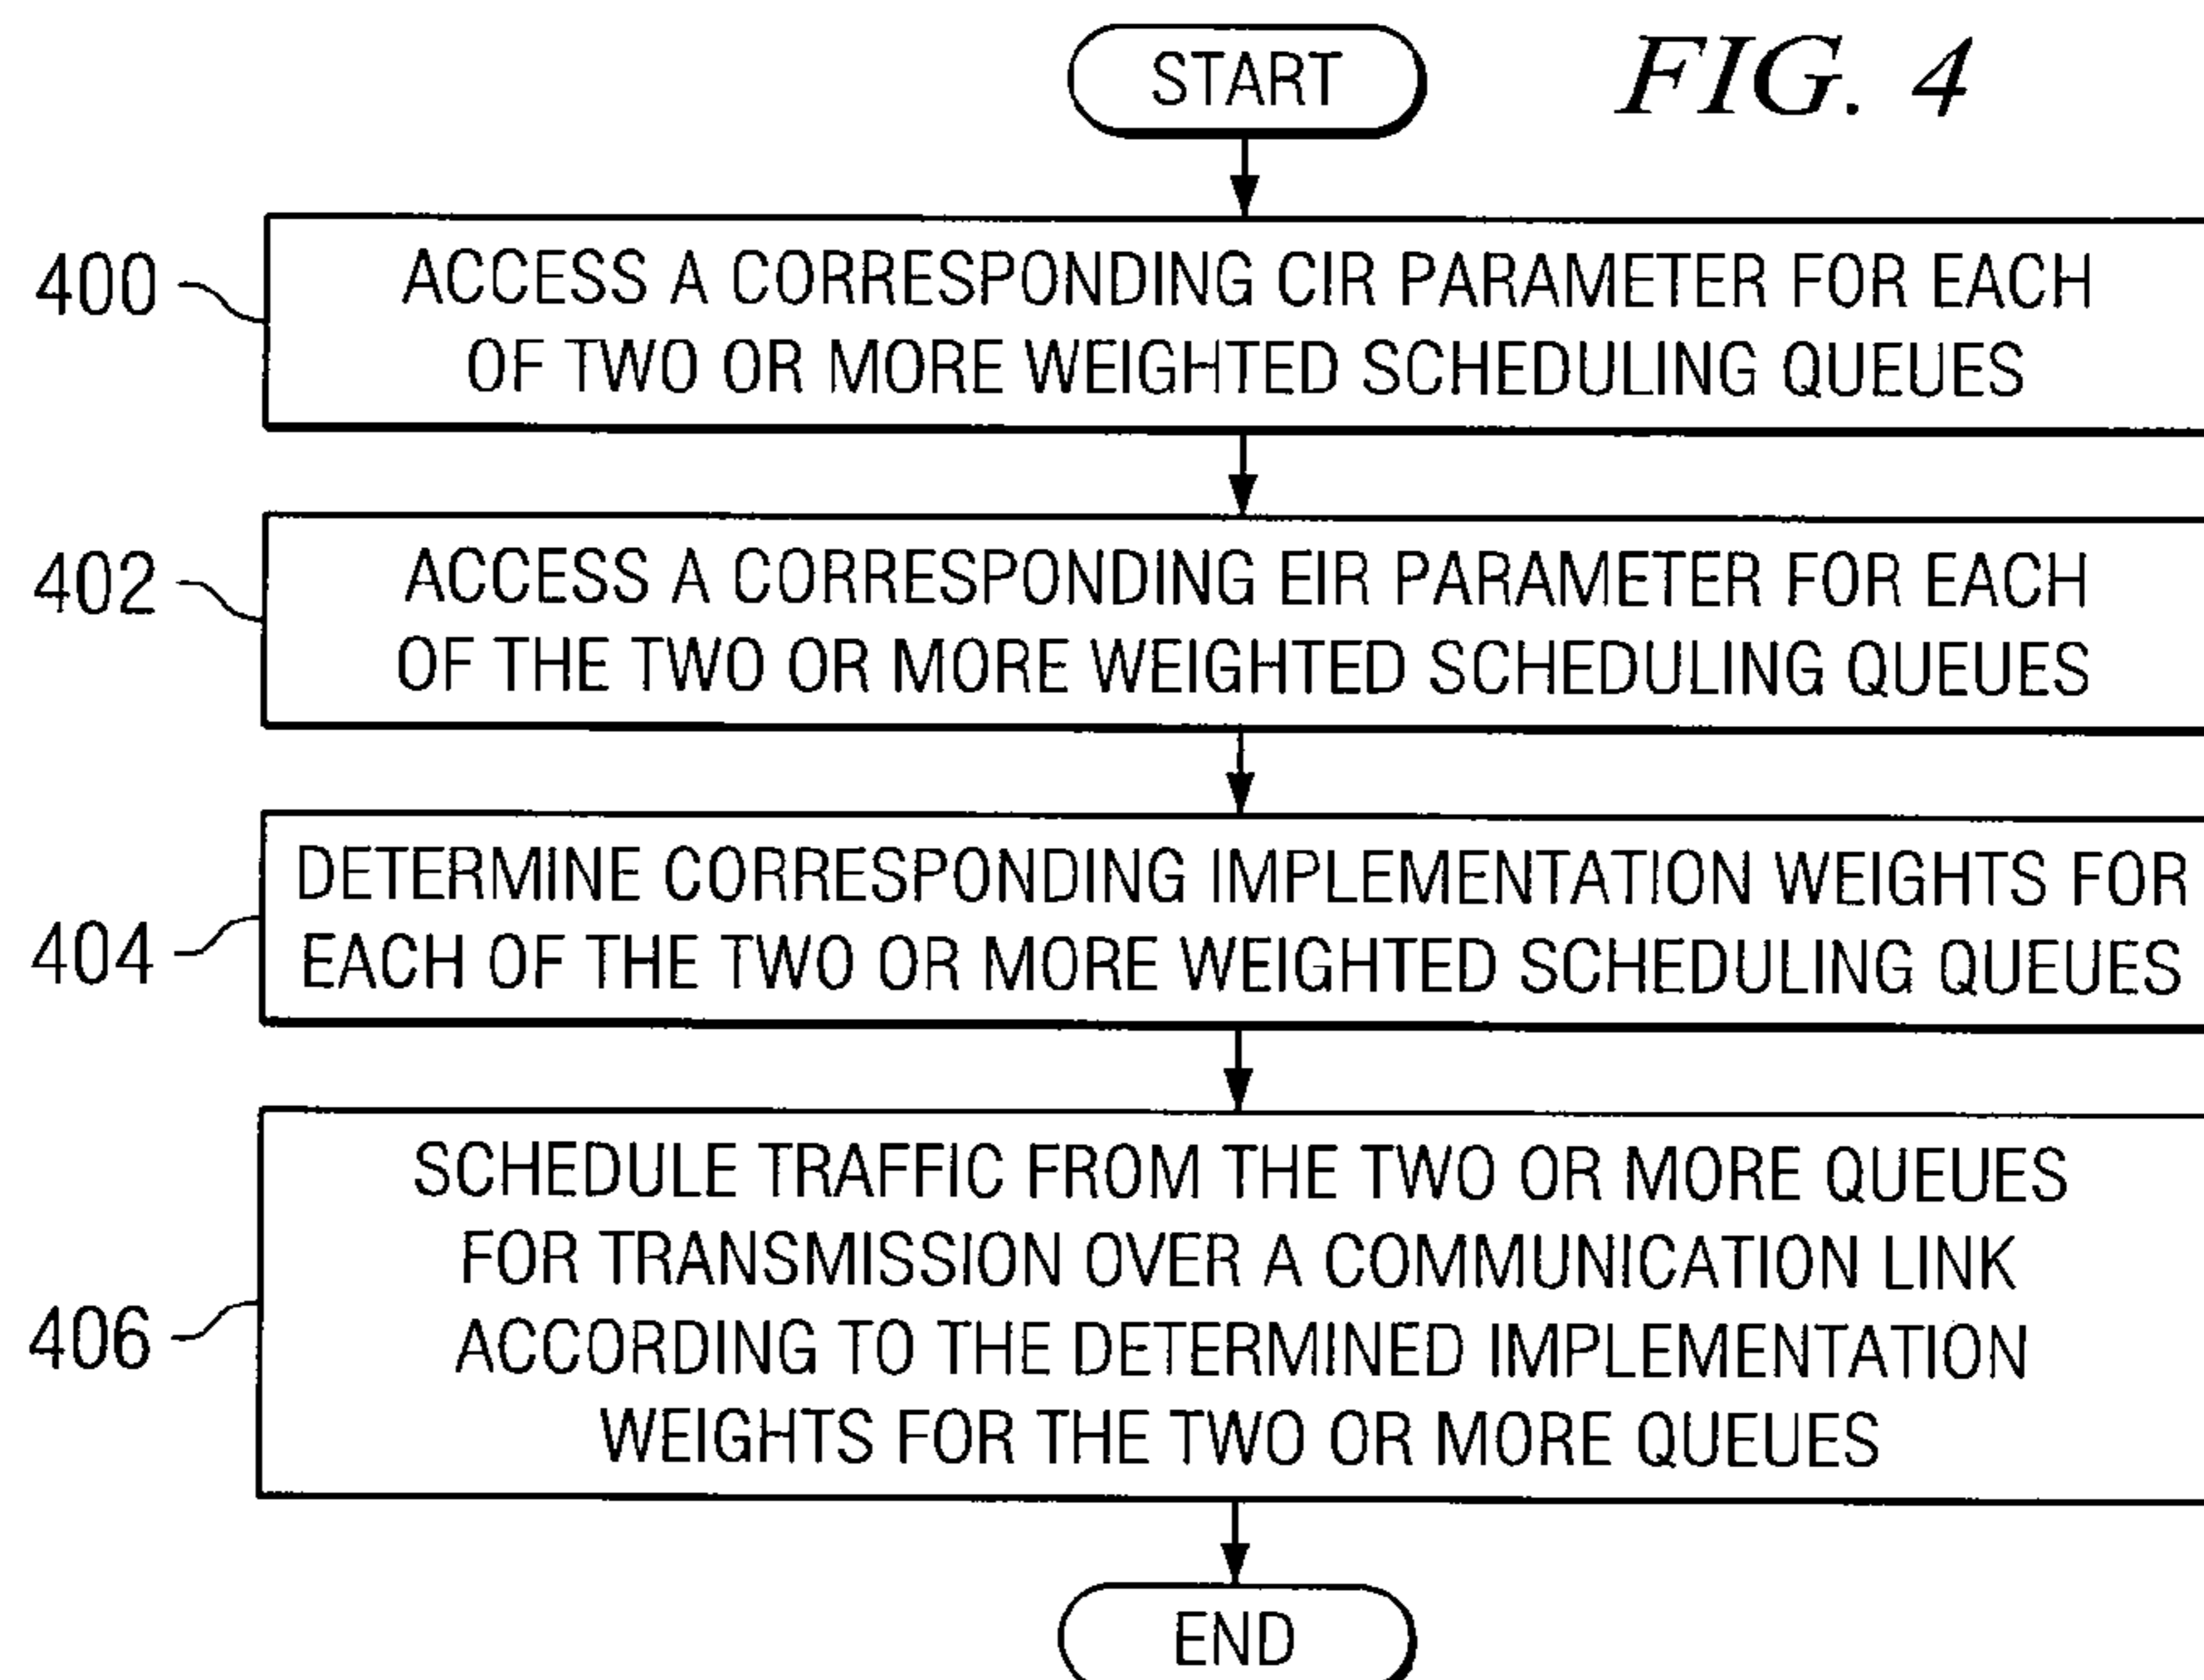 START
FIG. 4
400
ACCESS A CORRESPONDING CIR PARAMETER FOR EACH
OF TWO OR MORE WEIGHTED SCHEDULING QUEUES
402
ACCESS A CORRESPONDING EIR PARAMETER FOR EACH
OF THE TWO OR MORE WEIGHTED SCHEDULING QUEUES
404
DETERMINE CORRESPONDING IMPLEMENTATION WEIGHTS FOR
EACH OF THE TWO OR MORE WEIGHTED SCHEDULING QUEUES
406
SCHEDULE TRAFFIC FROM THE TWO OR MORE QUEUES
FOR TRANSMISSION OVER A COMMUNICATION LINK
ACCORDING TO THE DETERMINED IMPLEMENTATION
WEIGHTS FOR THE TWO OR MORE QUEUES
END